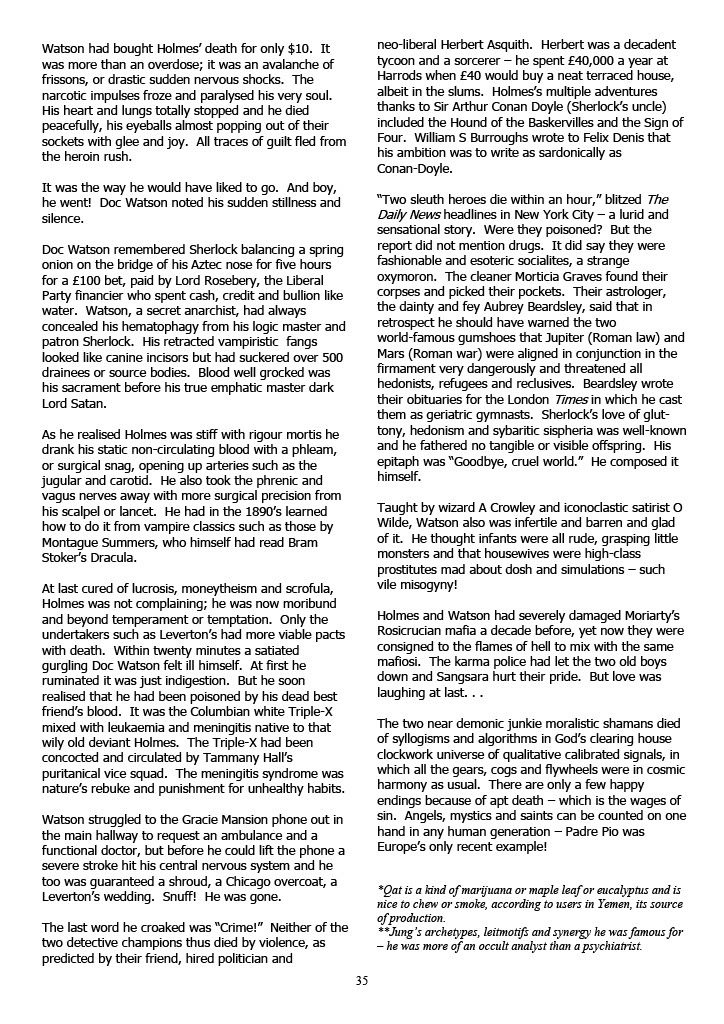 Watson had bought Holmes' death for only $10.  It
was more than an overdose; it was an avalanche of
frissons, or drastic sudden nervous shocks.  The
narcotic impulses froze and paralysed his very soul.
His heart and lungs totally stopped and he died
peacefully, his eyeballs almost popping out of their
sockets with glee and joy.  All traces of guilt fled from
the heroin rush.

It was the way he would have liked to go.  And boy,
he went!  Doc Watson noted his sudden stillness and
silence.

Doc Watson remembered Sherlock balancing a spring
onion on the bridge of his Aztec nose for five hours
for a £100 bet, paid by Lord Rosebery, the Liberal
Party financier who spent cash, credit and bullion like
water.  Watson, a secret anarchist, had always
concealed his hematophagy from his logic master and
patron Sherlock.  His retracted vampiristic  fangs
looked like canine incisors but had suckered over 500
drainees or source bodies.  Blood well grocked was
his sacrament before his true emphatic master dark
Lord Satan.

As he realised Holmes was stiff with rigour mortis he
drank his static non-circulating blood with a phleam,
or surgical snag, opening up arteries such as the
jugular and carotid.  He also took the phrenic and
vagus nerves away with more surgical precision from
his scalpel or lancet.  He had in the 1890's learned
how to do it from vampire classics such as those by
Montague Summers, who himself had read Bram
Stoker's Dracula.

At last cured of lucrosis, moneytheism and scrofula,
Holmes was not complaining; he was now moribund
and beyond temperament or temptation.  Only the
undertakers such as Leverton's had more viable pacts
with death.  Within twenty minutes a satiated
gurgling Doc Watson felt ill himself.  At first he
ruminated it was just indigestion.  But he soon
realised that he had been poisoned by his dead best
friend's blood.  It was the Columbian white Triple-X
mixed with leukaemia and meningitis native to that
wily old deviant Holmes.  The Triple-X had been
concocted and circulated by Tammany Hall's
puritanical vice squad.  The meningitis syndrome was
nature's rebuke and punishment for unhealthy habits.

Watson struggled to the Gracie Mansion phone out in
the main hallway to request an ambulance and a
functional doctor, but before he could lift the phone a
severe stroke hit his central nervous system and he
too was guaranteed a shroud, a Chicago overcoat, a
Leverton's wedding.  Snuff!  He was gone.

The last word he croaked was "Crime!"  Neither of the
two detective champions thus died by violence, as
predicted by their friend, hired politician and
neo-liberal Herbert Asquith.  Herbert was a decadent
tycoon and a sorcerer – he spent £40,000 a year at
Harrods when £40 would buy a neat terraced house,
albeit in the slums.  Holmes's multiple adventures
thanks to Sir Arthur Conan Doyle (Sherlock's uncle)
included the Hound of the Baskervilles and the Sign of
Four.  William S Burroughs wrote to Felix Denis that
his ambition was to write as sardonically as
Conan-Doyle.

"Two sleuth heroes die within an hour," blitzed The
Daily News headlines in New York City – a lurid and
sensational story.  Were they poisoned?  But the
report did not mention drugs.  It did say they were
fashionable and esoteric socialites, a strange
oxymoron.  The cleaner Morticia Graves found their
corpses and picked their pockets.  Their astrologer,
the dainty and fey Aubrey Beardsley, said that in
retrospect he should have warned the two
world-famous gumshoes that Jupiter (Roman law) and
Mars (Roman war) were aligned in conjunction in the
firmament very dangerously and threatened all
hedonists, refugees and reclusives.  Beardsley wrote
their obituaries for the London Times in which he cast
them as geriatric gymnasts.  Sherlock's love of glut-
tony, hedonism and sybaritic sispheria was well-known
and he fathered no tangible or visible offspring.  His
epitaph was "Goodbye, cruel world."  He composed it
himself.

Taught by wizard A Crowley and iconoclastic satirist O
Wilde, Watson also was infertile and barren and glad
of it.  He thought infants were all rude, grasping little
monsters and that housewives were high-class
prostitutes mad about dosh and simulations – such
vile misogyny!

Holmes and Watson had severely damaged Moriarty's
Rosicrucian mafia a decade before, yet now they were
consigned to the flames of hell to mix with the same
mafiosi.  The karma police had let the two old boys
down and Sangsara hurt their pride.  But love was
laughing at last. . .

The two near demonic junkie moralistic shamans died
of syllogisms and algorithms in God's clearing house
clockwork universe of qualitative calibrated signals, in
which all the gears, cogs and flywheels were in cosmic
harmony as usual.  There are only a few happy
endings because of apt death – which is the wages of
sin.  Angels, mystics and saints can be counted on one
hand in any human generation – Padre Pio was
Europe's only recent example!

*Qat is a kind of marijuana or maple leaf or eucalyptus and is
nice to chew or smoke, according to users in Yemen, its source
of production.
**Jung's archetypes, leitmotifs and synergy he was famous for
– he was more of an occult analyst than a psychiatrist.

35